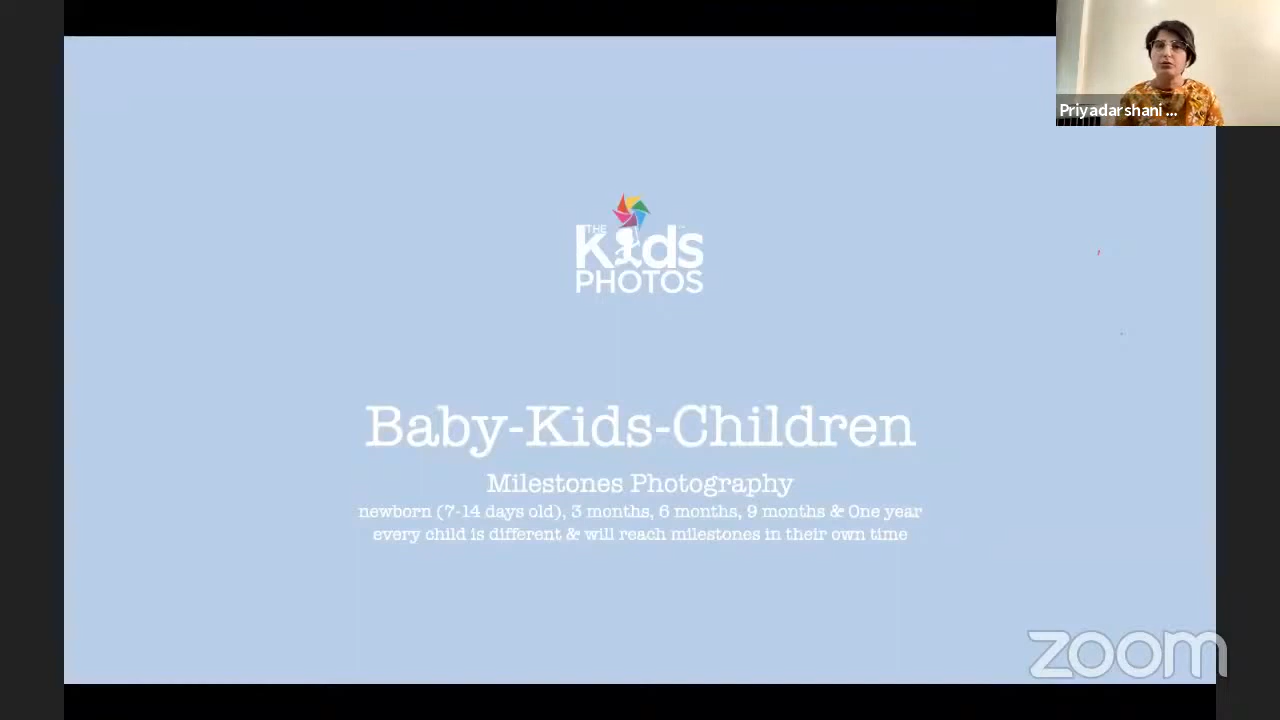 Priyadarshani ...
THE
Kids
PHOTOS
Baby-Kids-Children
Milestones Photography
newborn (7-14 days old), 3 months, 6 months, 9 months & One year
every child is different & will reach milestones in their own time
zoom